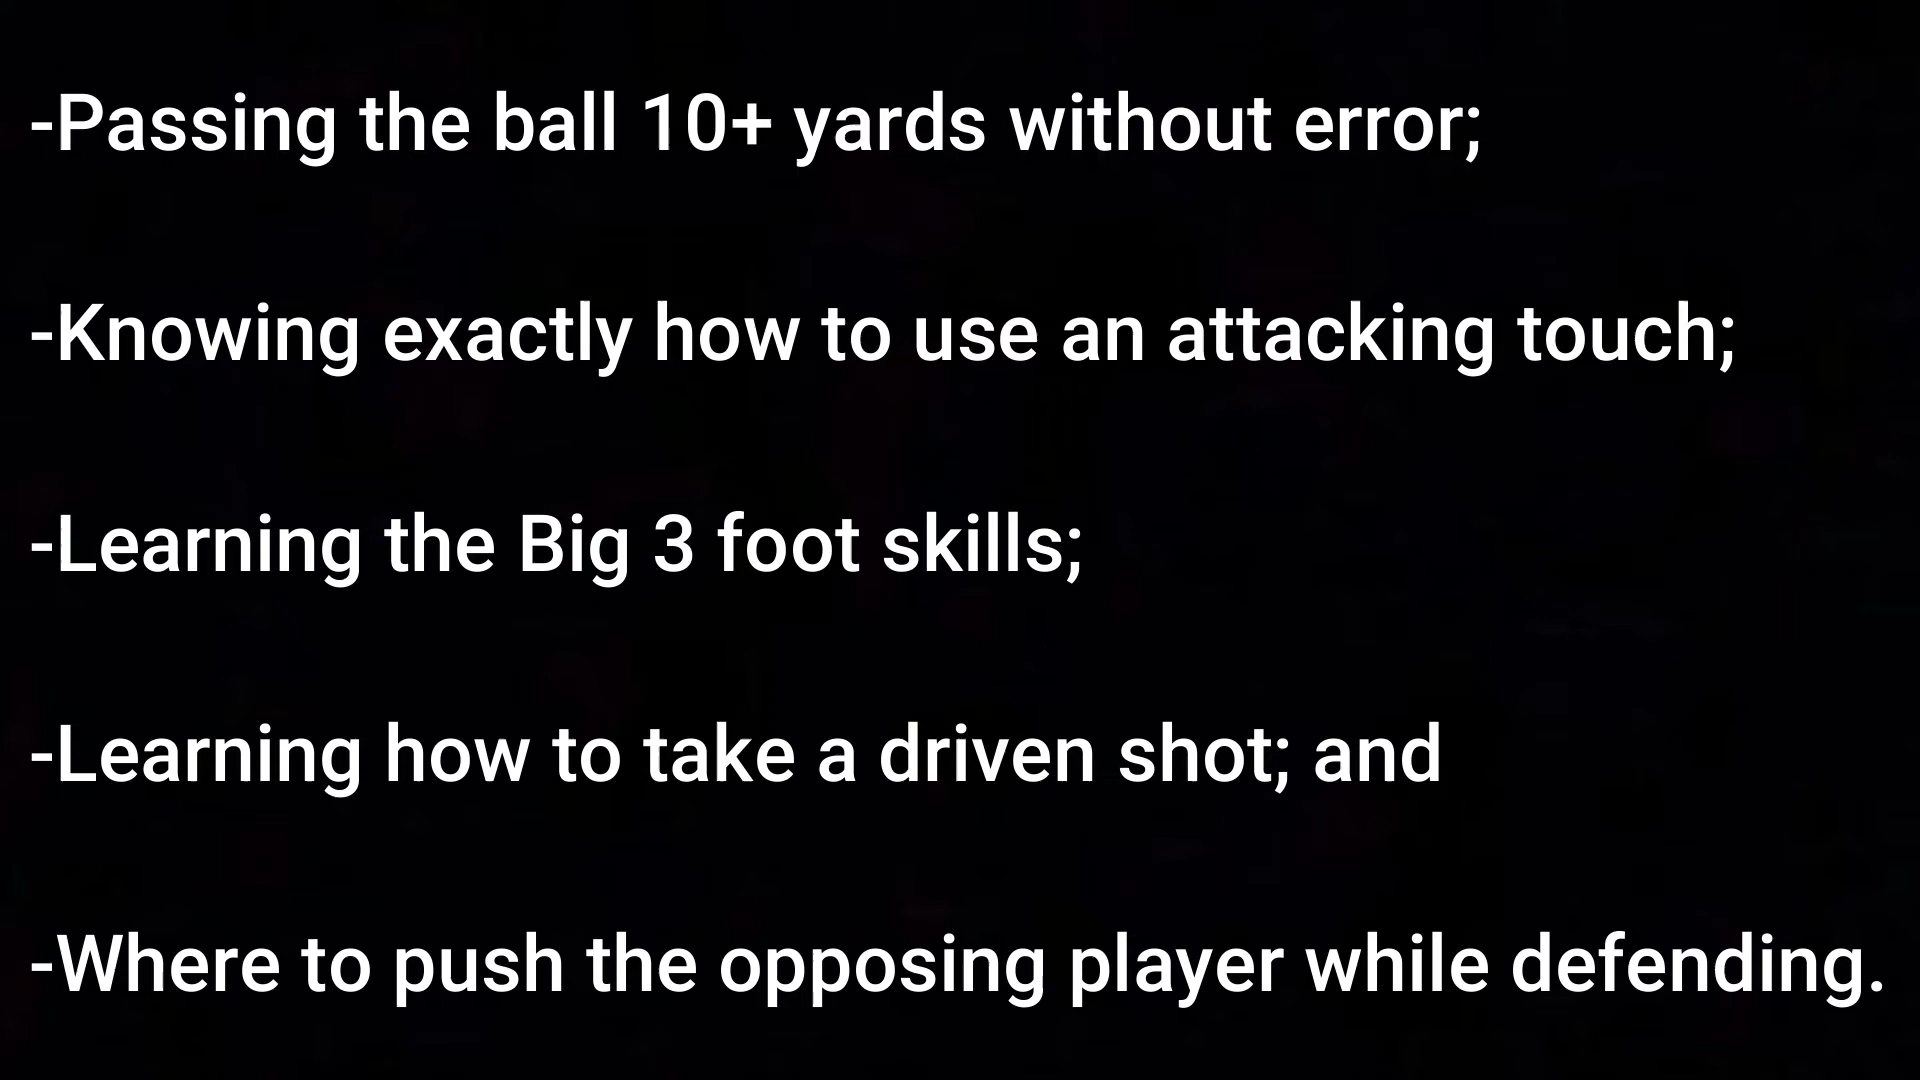 -Passing the ball 10+ yards without error;
-Knowing exactly how to use an attacking touch;
-Learning the Big 3 foot skills;
-Learning how to take a driven shot; and
-Where to push the opposing player while defending.